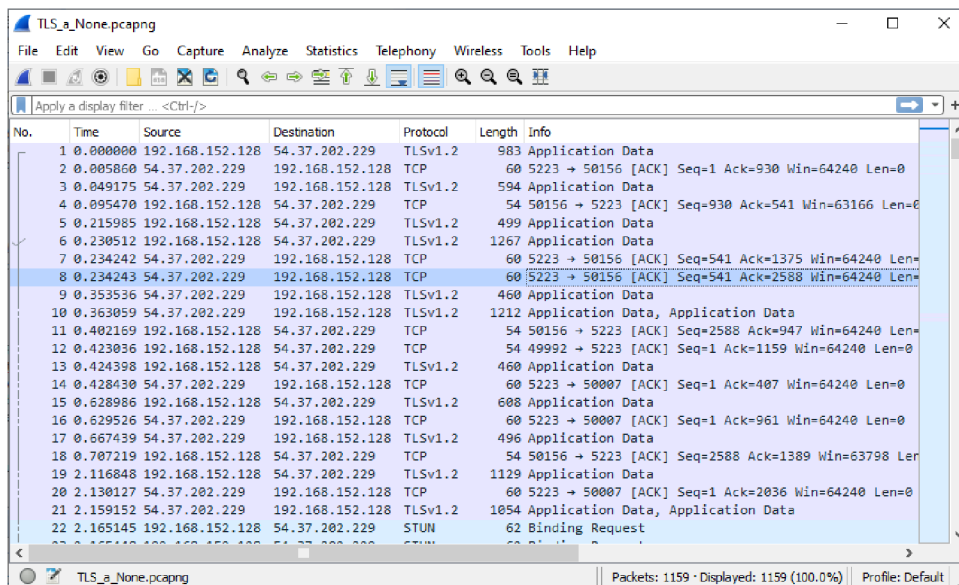 TLS_a_None.pcapng
File Edit View Go Capture Analyze Statistics Telephony Wireless Tools Help
Apply a display filter ... <Ctrl-/>
No. Time Source Destination Protocol Length Info
1 0.000000 192.168.152.128 54.37.202.229 TLSv1.2 983 Application Data
2 0.005860 54.37.202.229 192.168.152.128 TCP 60 5223 → 50156 [ACK] Seq=1 Ack=930 Win=64240 Len=0
3 0.049175 54.37.202.229 192.168.152.128 TLSv1.2 594 Application Data
4 0.095470 192.168.152.128 54.37.202.229 TCP 54 50156 → 5223 [ACK] Seq=930 Ack=541 Win=63166 Len=0
5 0.215985 192.168.152.128 54.37.202.229 TLSv1.2 499 Application Data
6 0.230512 192.168.152.128 54.37.202.229 TLSv1.2 1267 Application Data
7 0.234242 54.37.202.229 192.168.152.128 TCP 60 5223 → 50156 [ACK] Seq=541 Ack=1375 Win=64240 Len=
8 0.234243 54.37.202.229 192.168.152.128 TCP 60 5223 → 50156 [ACK] Seq=541 Ack=2588 Win=64240 Len=
9 0.353536 54.37.202.229 192.168.152.128 TLSv1.2 460 Application Data
10 0.363059 54.37.202.229 192.168.152.128 TLSv1.2 1212 Application Data, Application Data
11 0.402169 192.168.152.128 54.37.202.229 TCP 54 50156 → 5223 [ACK] Seq=2588 Ack=947 Win=64240 Len=
12 0.423036 192.168.152.128 54.37.202.229 TCP 54 49992 → 5223 [ACK] Seq=1 Ack=1159 Win=64240 Len=0
13 0.424398 192.168.152.128 54.37.202.229 TLSv1.2 460 Application Data
14 0.428430 54.37.202.229 192.168.152.128 TCP 60 5223 → 50007 [ACK] Seq=1 Ack=407 Win=64240 Len=0
15 0.628986 192.168.152.128 54.37.202.229 TLSv1.2 608 Application Data
16 0.629526 54.37.202.229 192.168.152.128 TCP 60 5223 → 50007 [ACK] Seq=1 Ack=961 Win=64240 Len=0
17 0.667439 54.37.202.229 192.168.152.128 TLSv1.2 496 Application Data
18 0.707219 192.168.152.128 54.37.202.229 TCP 54 50156 → 5223 [ACK] Seq=2588 Ack=1389 Win=63798 Ler
19 2.116848 192.168.152.128 54.37.202.229 TLSv1.2 1129 Application Data
20 2.130127 54.37.202.229 192.168.152.128 TCP 60 5223 → 50007 [ACK] Seq=1 Ack=2036 Win=64240 Len=0
21 2.159152 54.37.202.229 192.168.152.128 TLSv1.2 1054 Application Data, Application Data
22 2.165145 192.168.152.128 54.37.202.229 STUN 62 Binding Request
TLS_a_None.pcapng Packets: 1159 · Displayed: 1159 (100.0%) Profile: Default